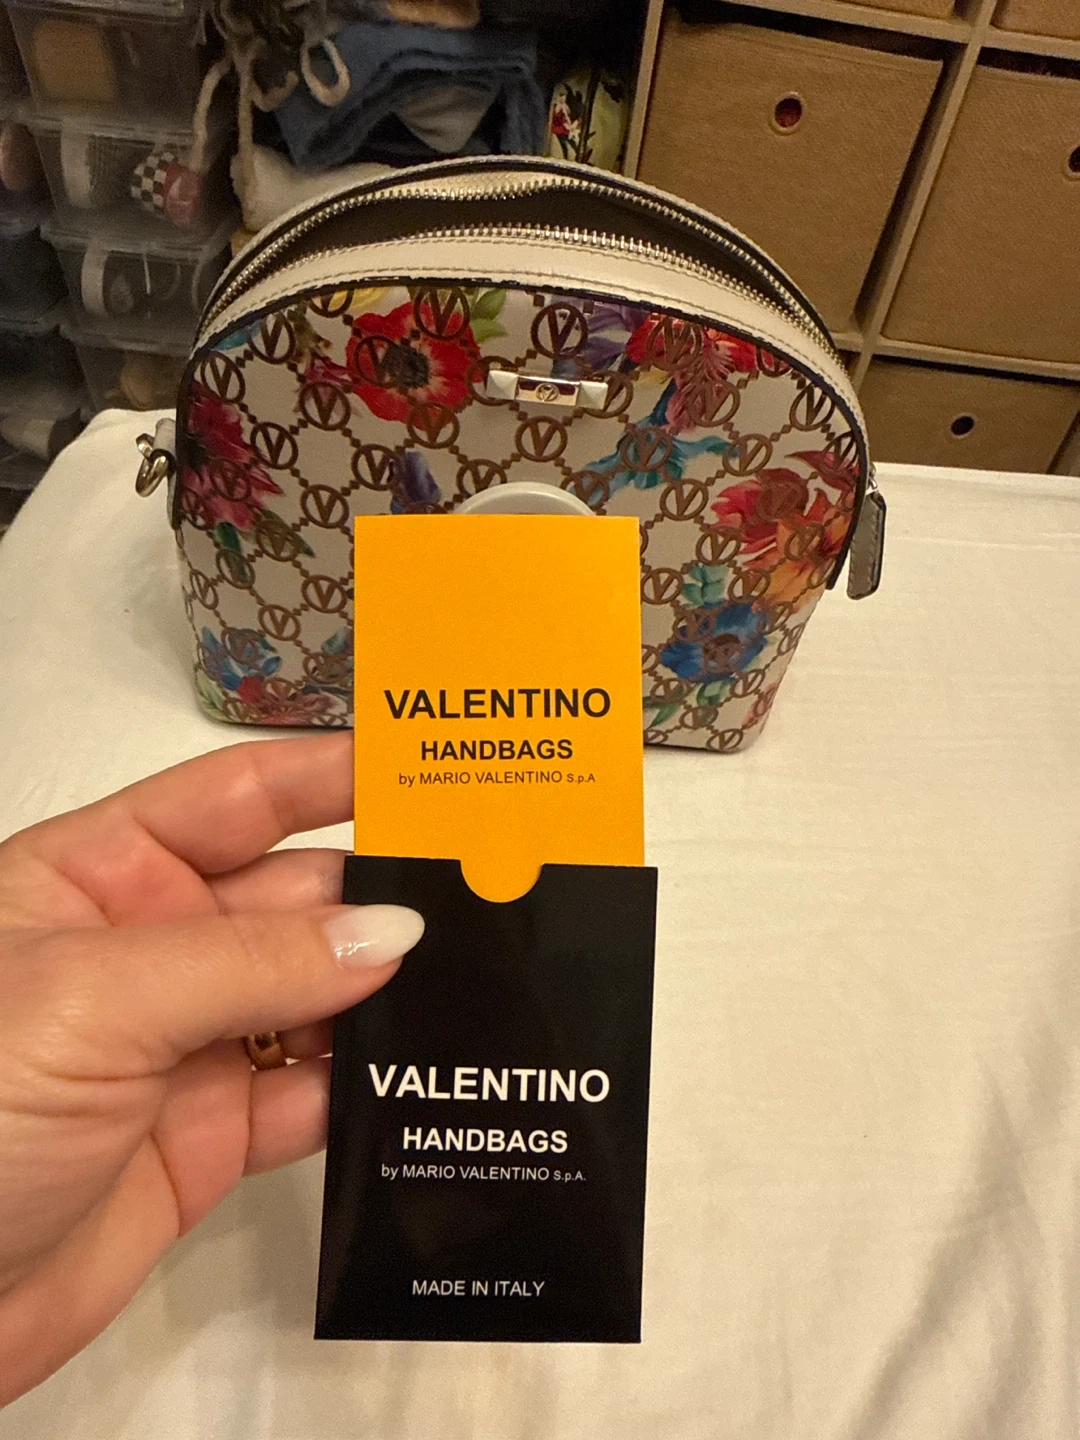 VALENTINO
HANDBAGS
by MARIO VALENTINO S.p.A
VALENTINO
HANDBAGS
by MARIO VALENTINO S.p.A.
MADE IN ITALY